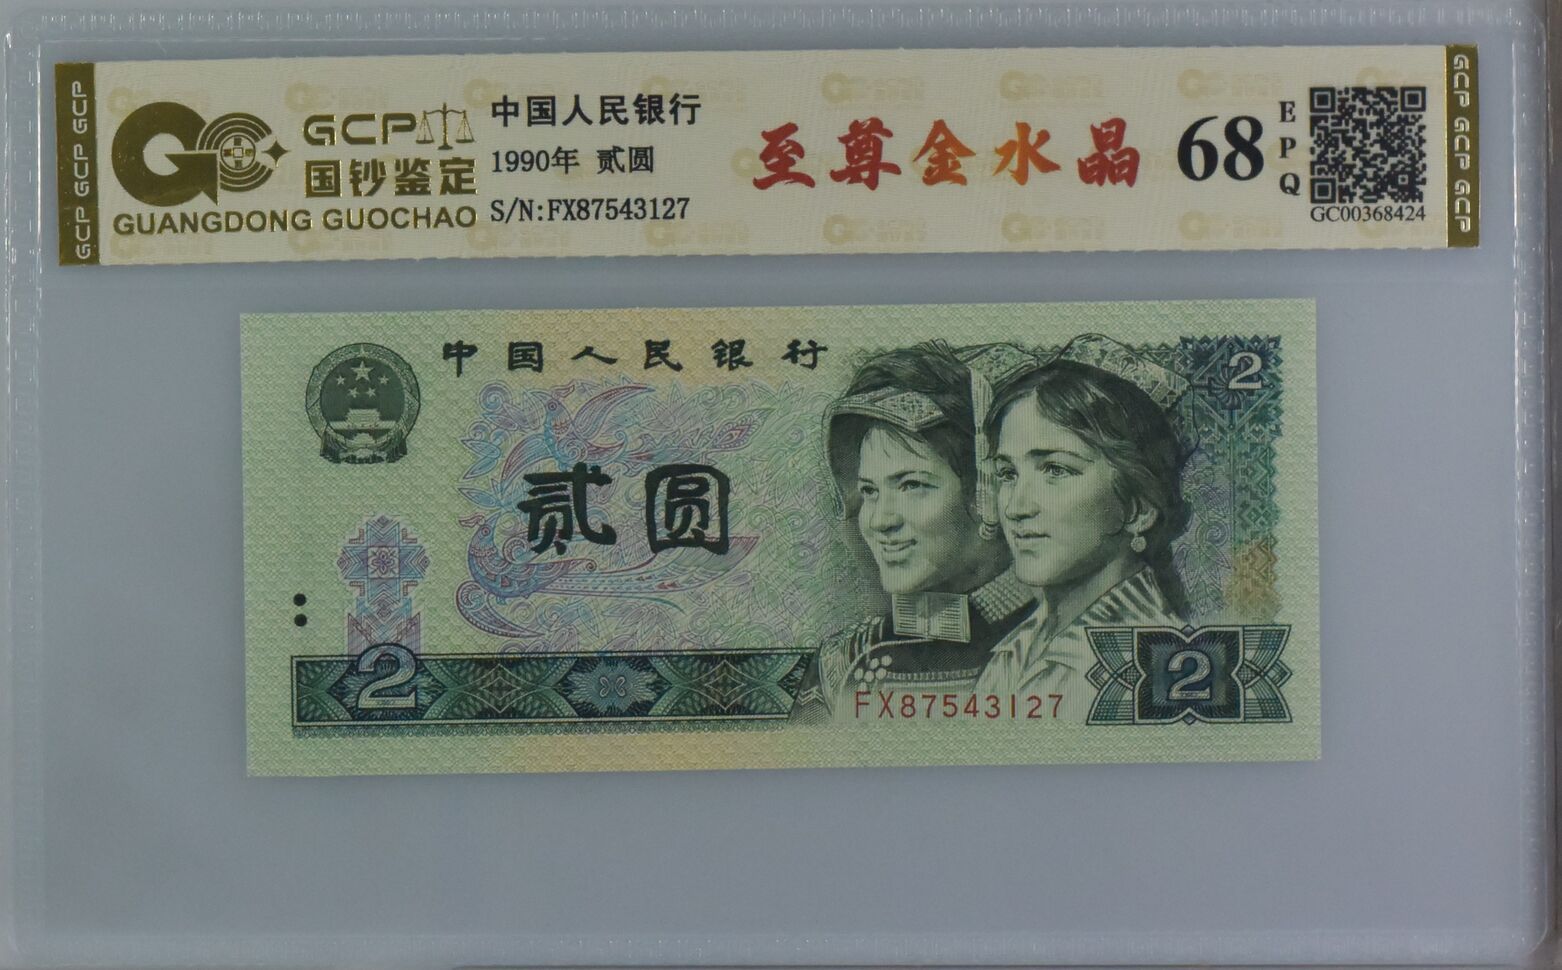 GCP GCP GCP
GCP
国钞鉴定
GUANGDONG GUOCHAO
中国人民银行
1990年 贰圆
S/N:FX87543127
至尊金水晶
68
EPQ
GC00368424
GCP GCP GCP
中国人民银行
2
贰圆
2
FX87543127
2